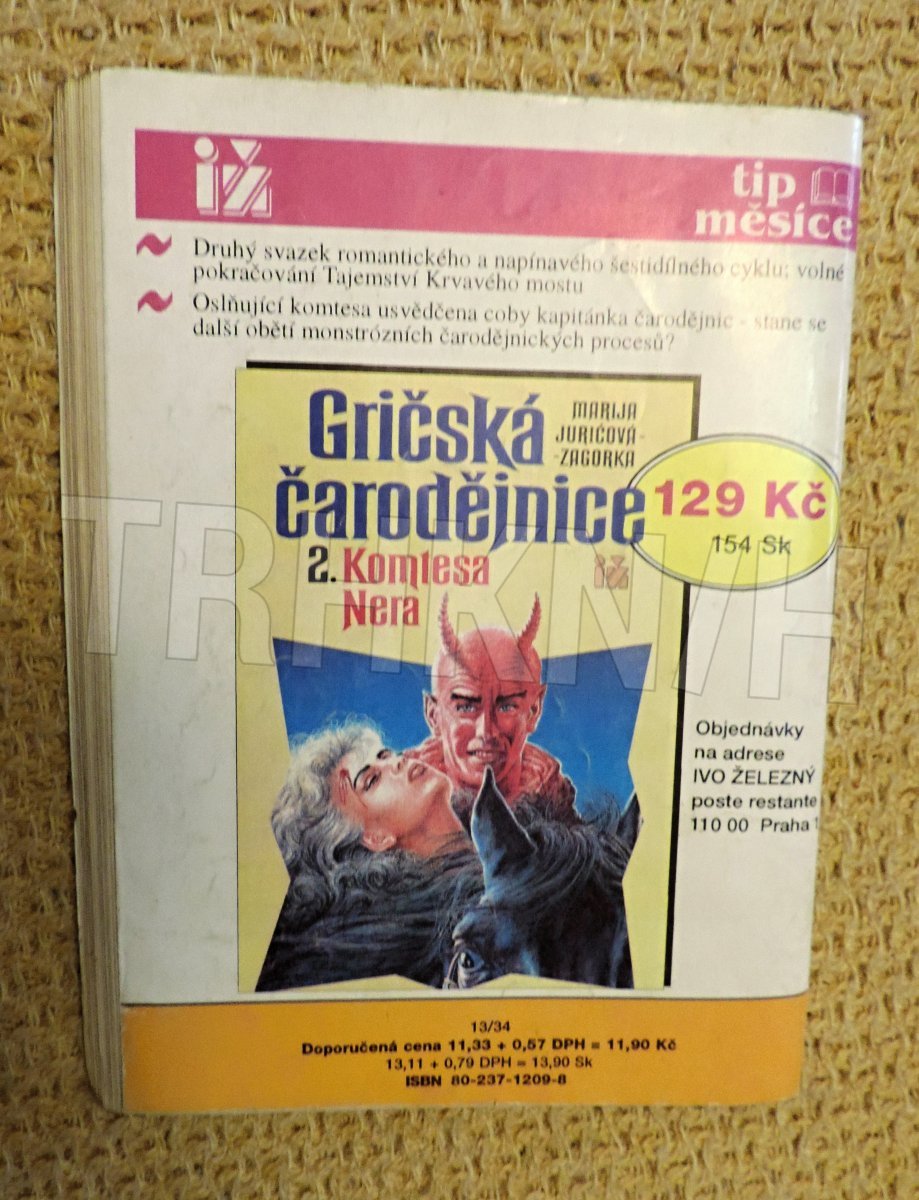 iž
tip
měsíce
Druhý svazek romantického a napínavého šestidílného cyklu; volné
pokračování Tajemství Krvavého mostu
Oslňující komtesa usvědčena coby kapitánka čarodějnic - stane se
další obětí monstrózních čarodějnických procesů?
Gričská
čarodějnice
MARIJA
JURIĆOVÁ-
-ZAGORKA
2. Komtesa
Nera
iž
129 Kč
154 Sk
Objednávky
na adrese
IVO ŽELEZNÝ
poste restante
110 00 Praha 1
13/34
Doporučená cena 11,33 + 0,57 DPH = 11,90 Kč
13,11 + 0,79 DPH = 13,90 Sk
ISBN 80-237-1209-8